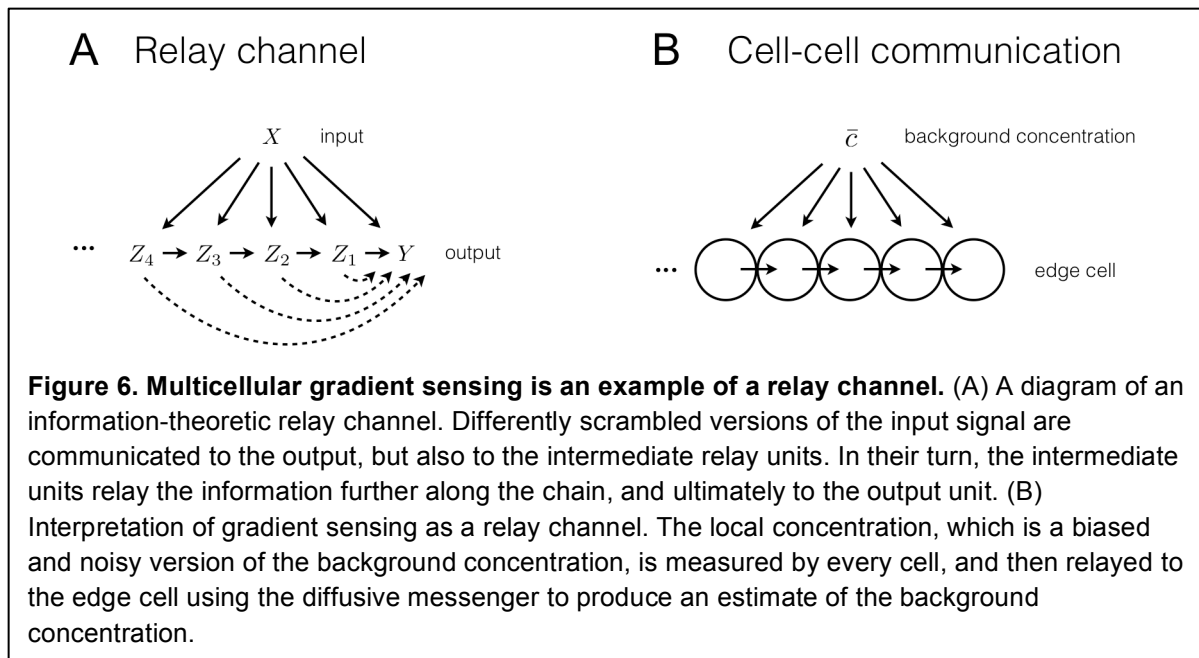 A Relay channel
B Cell-cell communication
X input
c̄ background concentration
... Z₄ Z₃ Z₂ Z₁ Y output
... edge cell
Figure 6. Multicellular gradient sensing is an example of a relay channel. (A) A diagram of an
information-theoretic relay channel. Differently scrambled versions of the input signal are
communicated to the output, but also to the intermediate relay units. In their turn, the intermediate
units relay the information further along the chain, and ultimately to the output unit. (B)
Interpretation of gradient sensing as a relay channel. The local concentration, which is a biased
and noisy version of the background concentration, is measured by every cell, and then relayed to
the edge cell using the diffusive messenger to produce an estimate of the background
concentration.